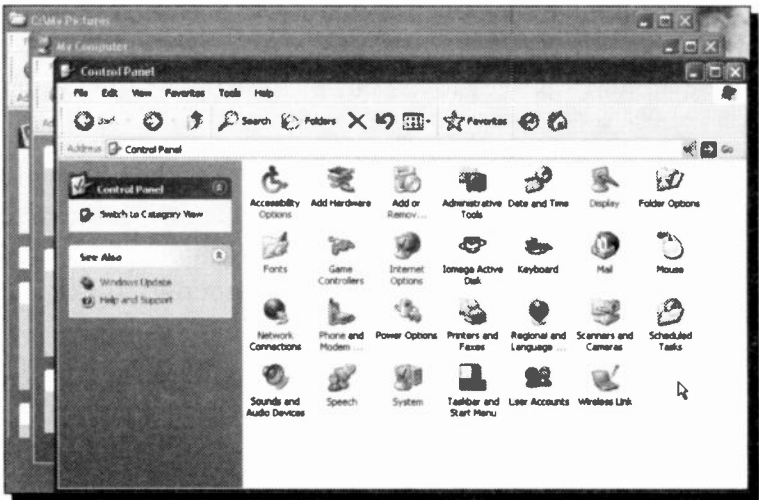 C:\My Pictures
My Computer
Control Panel
File Edit View Favorites Tools Help
Search Folders Favorites
Address Control Panel Go
Control Panel
Switch to Category View
See Also
Windows Update
Help and Support
Accessibility Options
Add Hardware
Add or Remov...
Administrative Tools
Date and Time
Display
Folder Options
Fonts
Game Controllers
Internet Options
Iomega Active Disk
Keyboard
Mail
Mouse
Network Connections
Phone and Modem ...
Power Options
Printers and Faxes
Regional and Language ...
Scanners and Cameras
Scheduled Tasks
Sounds and Audio Devices
Speech
System
Taskbar and Start Menu
User Accounts
Wireless Link